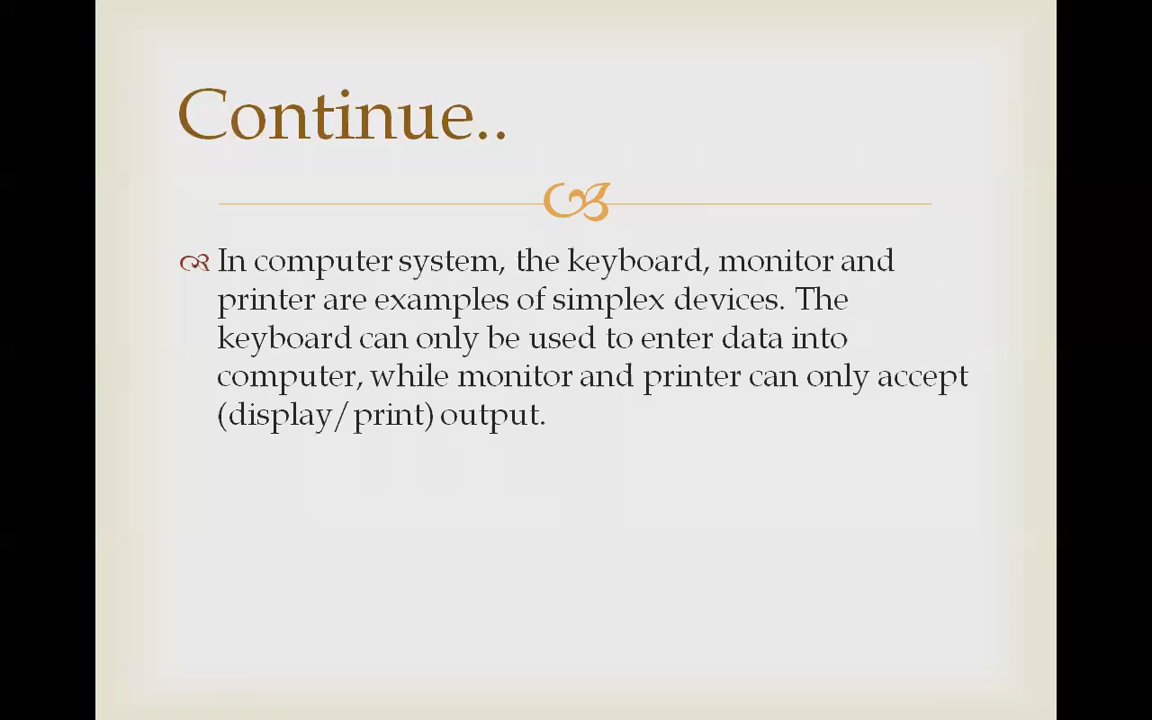 Continue..
In computer system, the keyboard, monitor and
printer are examples of simplex devices. The
keyboard can only be used to enter data into
computer, while monitor and printer can only accept
(display/print) output.